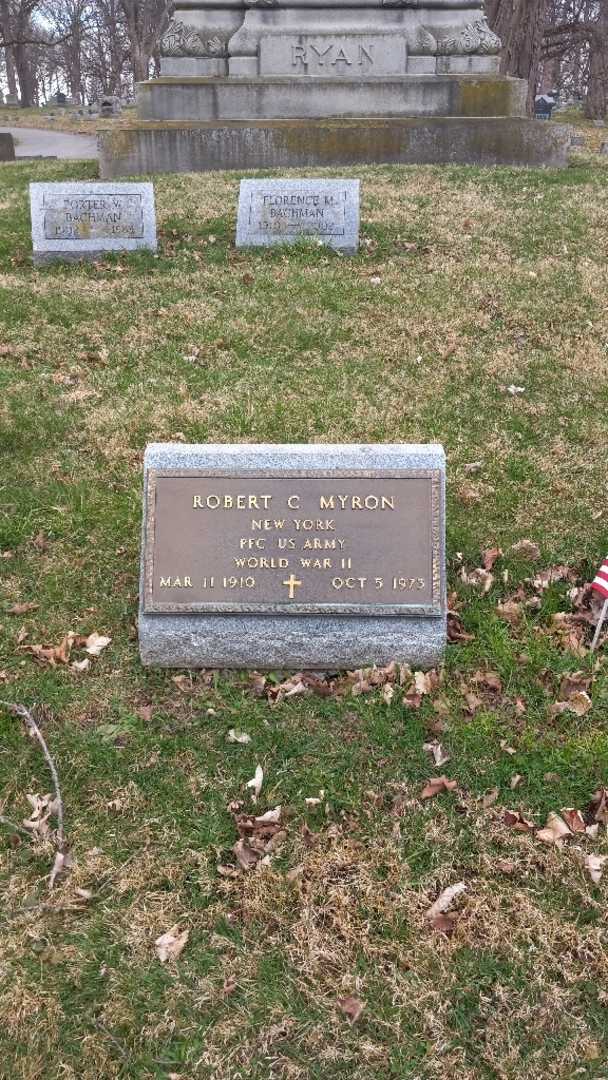 RYAN
PORTER W.
BACHMAN
FLORENCE M.
BACHMAN
ROBERT C MYRON
NEW YORK
PFC US ARMY
WORLD WAR II
MAR 11 1910 OCT 5 1973